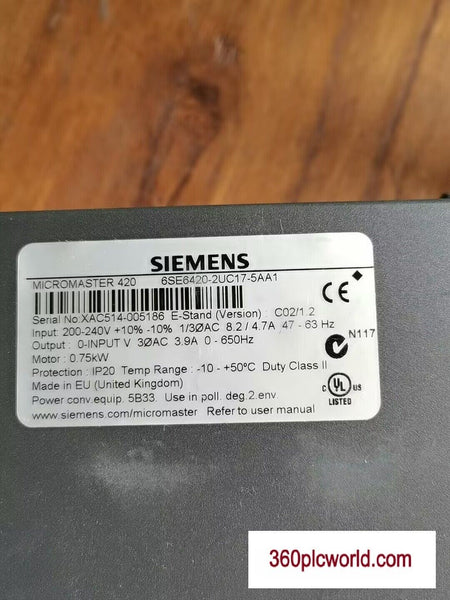 SIEMENS
MICROMASTER 420 6SE6420-2UC17-5AA1
Serial No:XAC514-005186 E-Stand (Version) : C02/1.2
Input: 200-240V +10% -10% 1/3ØAC 8.2 / 4.7A 47 - 63 Hz
Output : 0-INPUT V 3ØAC 3.9A 0 - 650Hz
Motor : 0.75kW
Protection : IP20 Temp Range : -10 - +50ºC Duty Class II
Made in EU (United Kingdom)
Power conv.equip. 5B33. Use in poll. deg.2.env
www.siemens.com/micromaster Refer to user manual
CE
N117
C UL US
LISTED
360plcworld.com